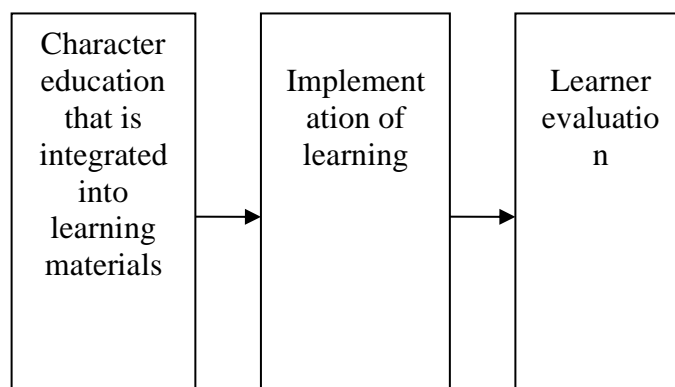 Character
education
that is
integrated
into
learning
materials
Implement
ation of
learning
Learner
evaluatio
n